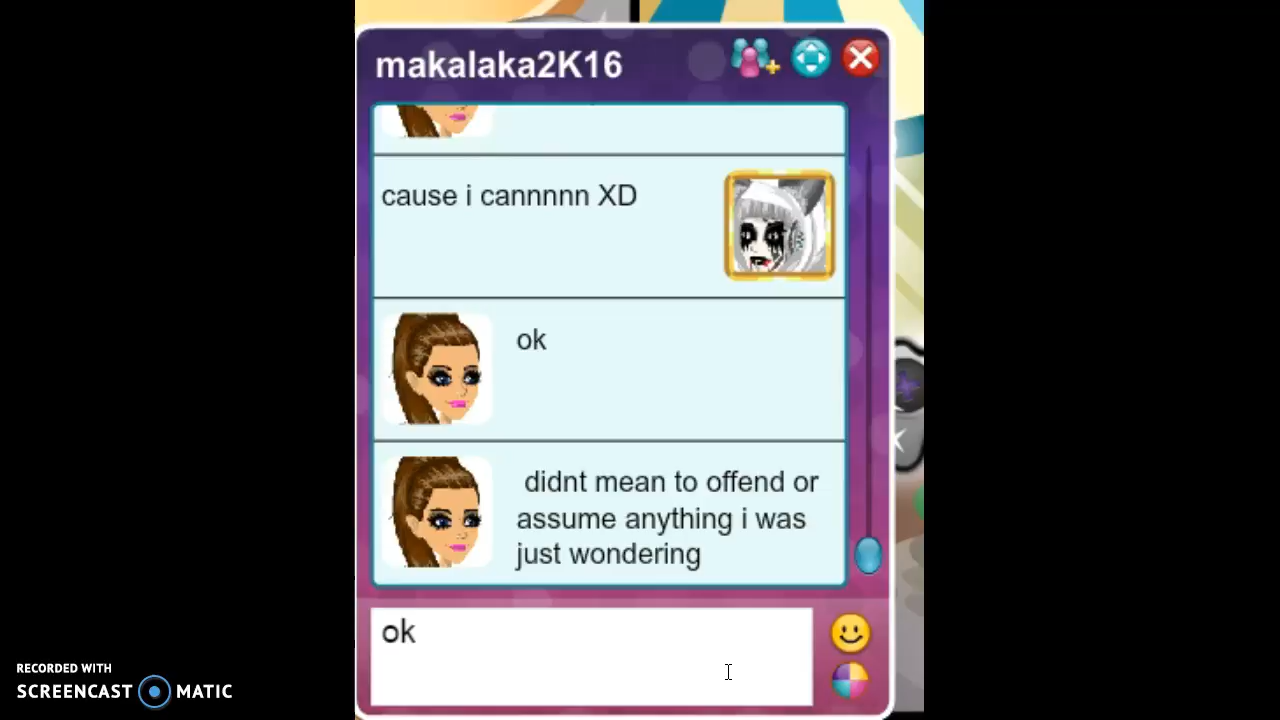 makalaka2K16
cause i cannnnn XD
ok
didnt mean to offend or
assume anything i was
just wondering
ok
RECORDED WITH
SCREENCAST MATIC